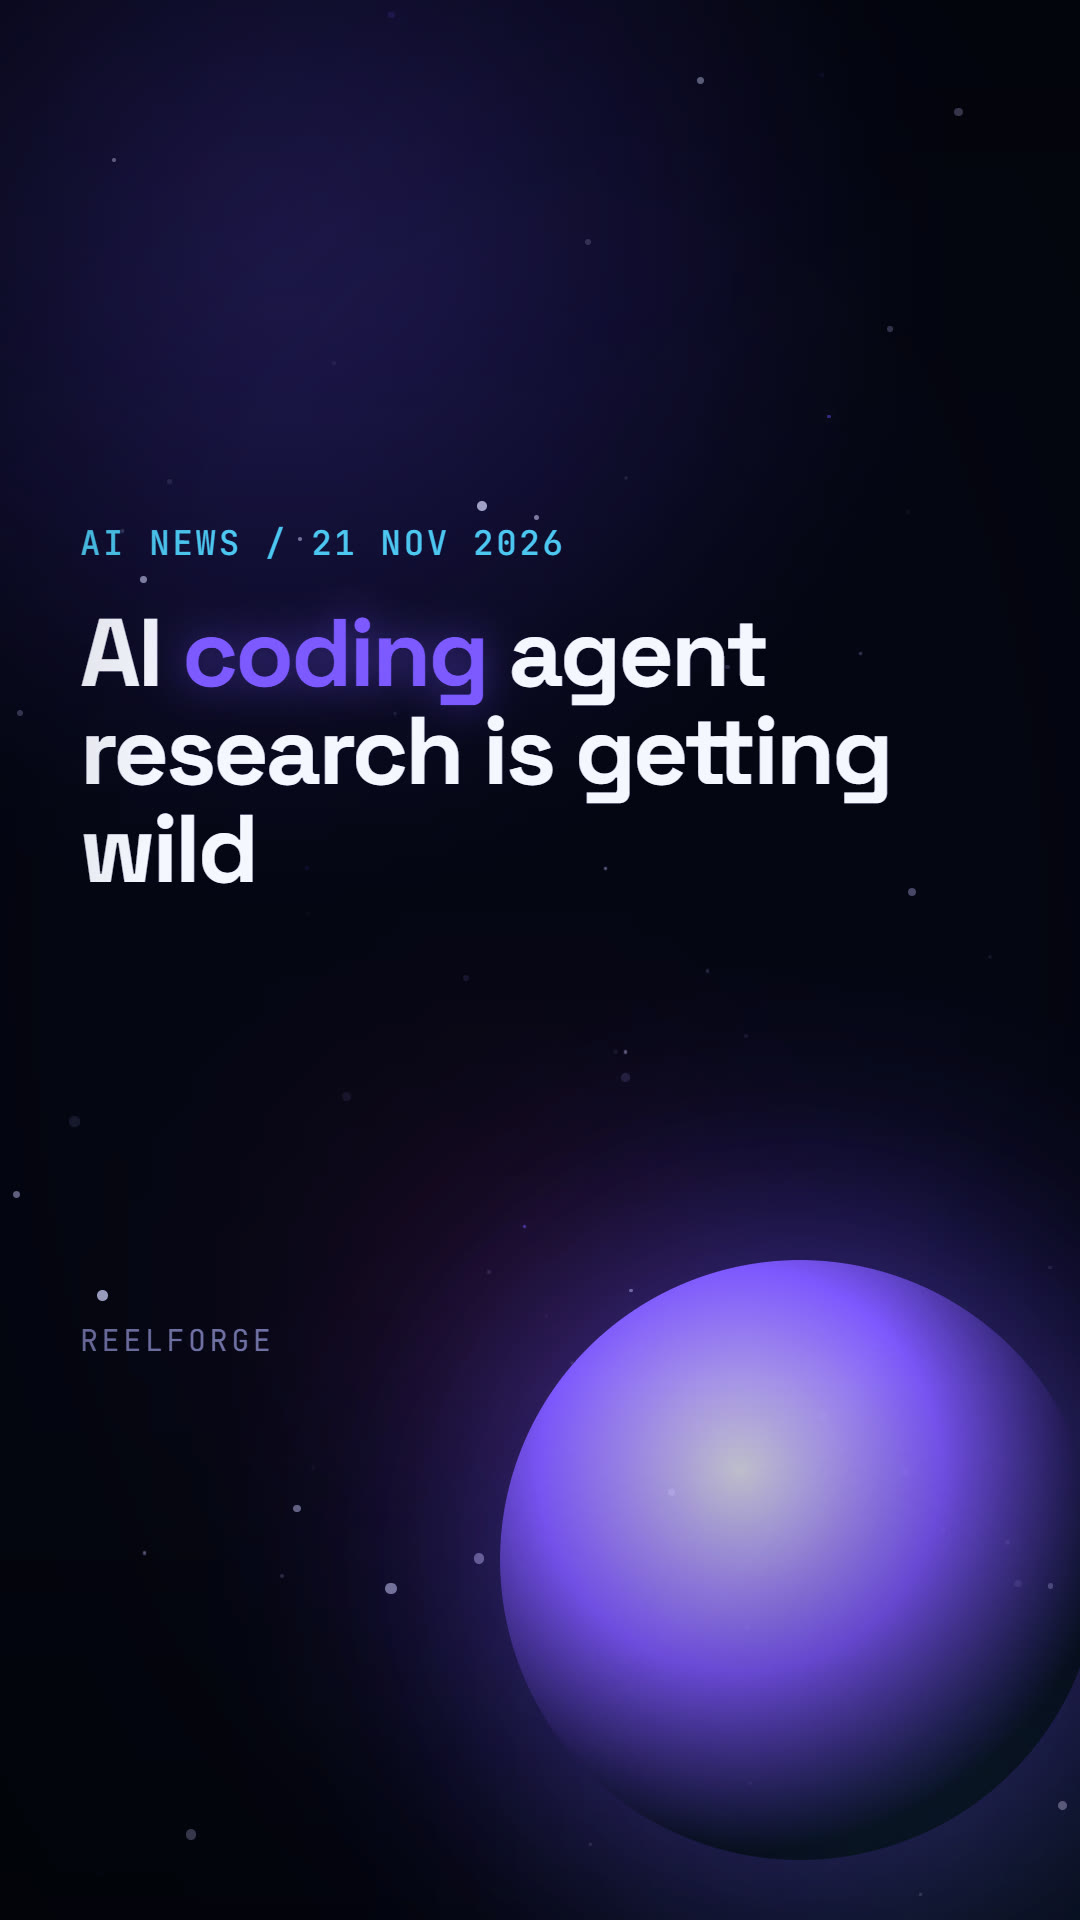 AI NEWS / 21 NOV 2026
AI coding agent
research is getting
wild
REELFORGE